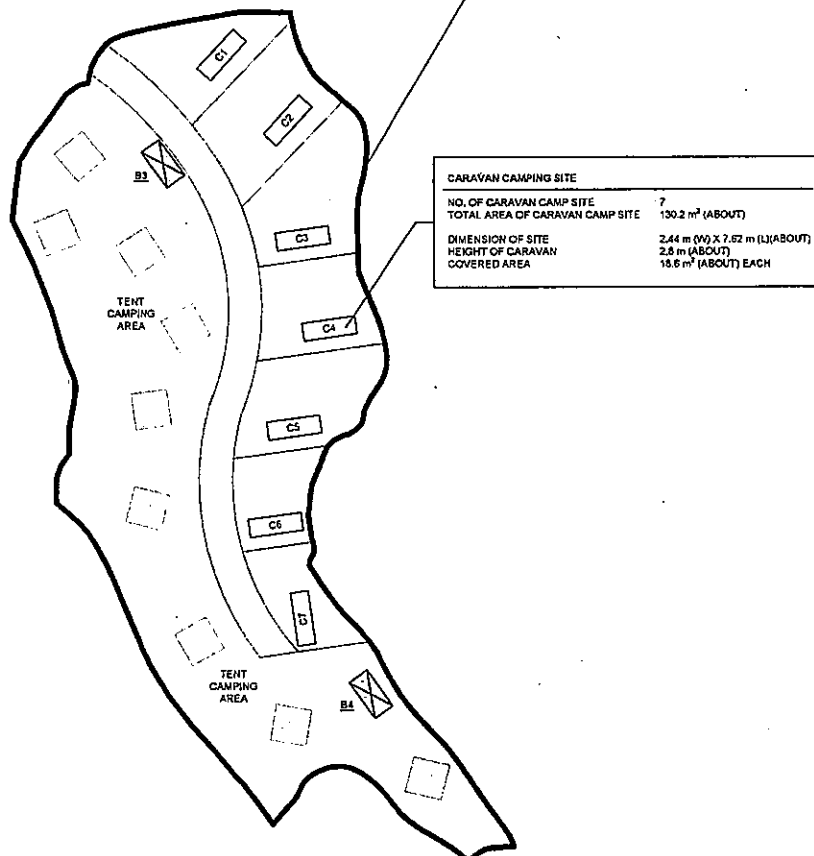 C1
C2
B3
CARAVAN CAMPING SITE
NO. OF CARAVAN CAMP SITE 7
TOTAL AREA OF CARAVAN CAMP SITE 130.2 m² (ABOUT)
DIMENSION OF SITE 2.44 m (W) X 7.62 m (L)(ABOUT)
HEIGHT OF CARAVAN 2.8 m (ABOUT)
COVERED AREA 18.6 m² (ABOUT) EACH
C3
TENT
CAMPING
AREA
C4
C5
C6
C7
TENT
CAMPING
AREA
B4